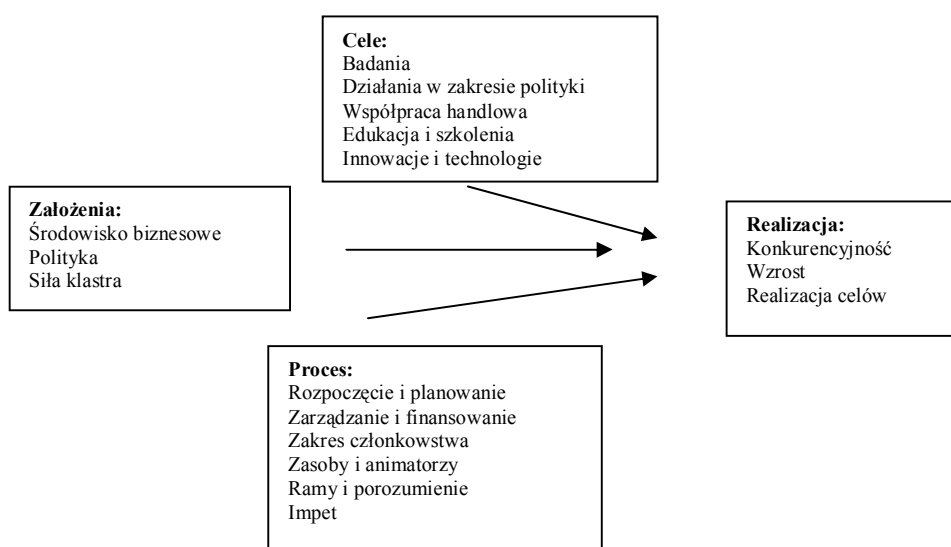 Cele:
Badania
Działania w zakresie polityki
Współpraca handlowa
Edukacja i szkolenia
Innowacje i technologie
Założenia:
Środowisko biznesowe
Polityka
Siła klastra
Realizacja:
Konkurencyjność
Wzrost
Realizacja celów
Proces:
Rozpoczęcie i planowanie
Zarządzanie i finansowanie
Zakres członkowstwa
Zasoby i animatorzy
Ramy i porozumienie
Impet